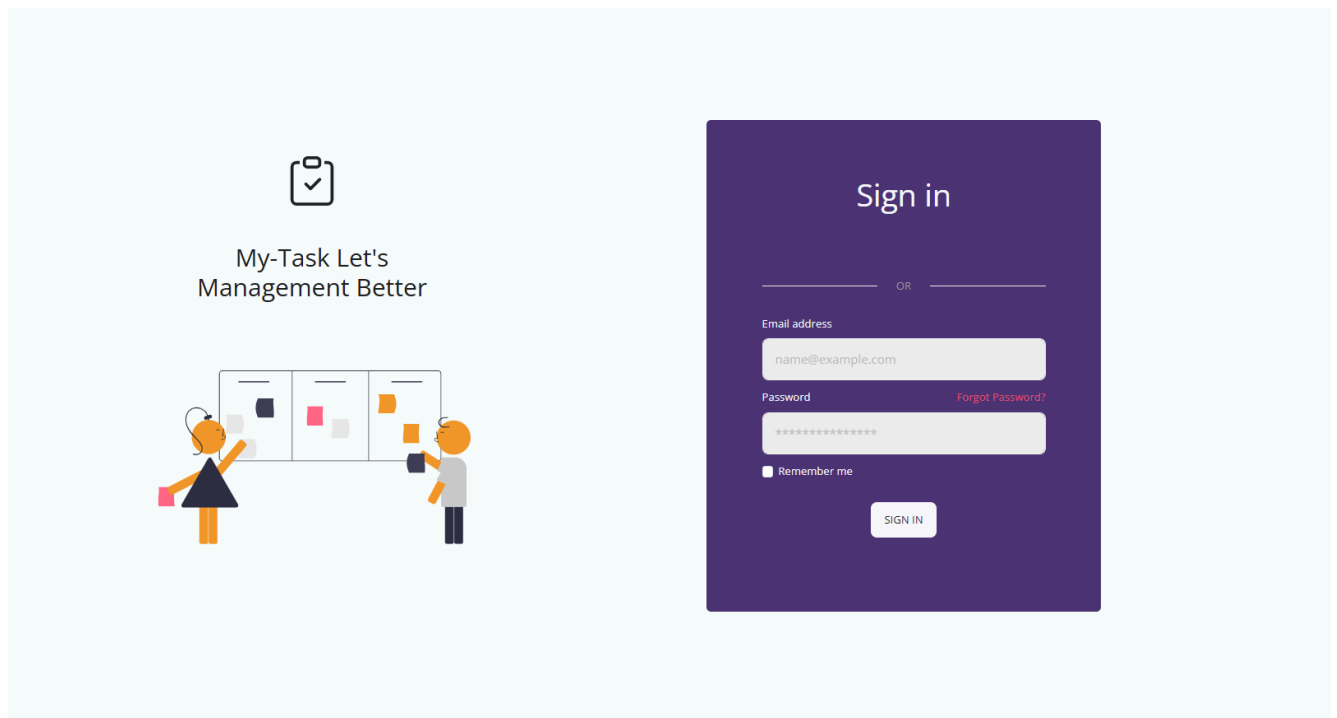 My-Task Let's
Management Better
Sign in
OR
Email address
name@example.com
Password
Forgot Password?
***************
Remember me
SIGN IN